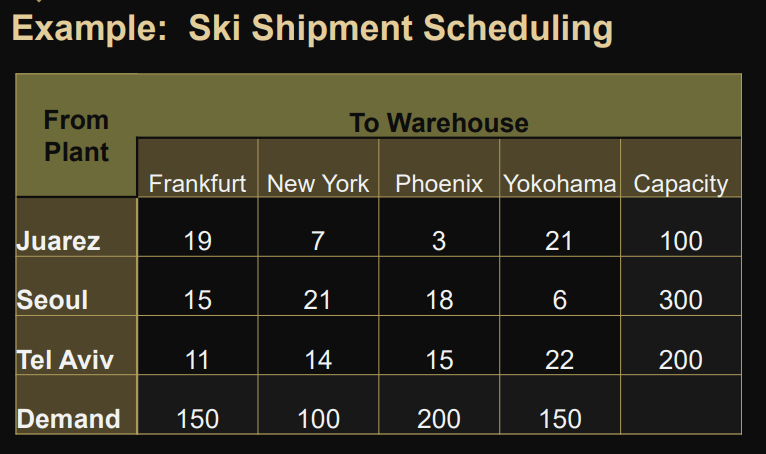 Example: Ski Shipment Scheduling
From Plant To Warehouse
Frankfurt New York Phoenix Yokohama Capacity
Juarez 19 7 3 21 100
Seoul 15 21 18 6 300
Tel Aviv 11 14 15 22 200
Demand 150 100 200 150